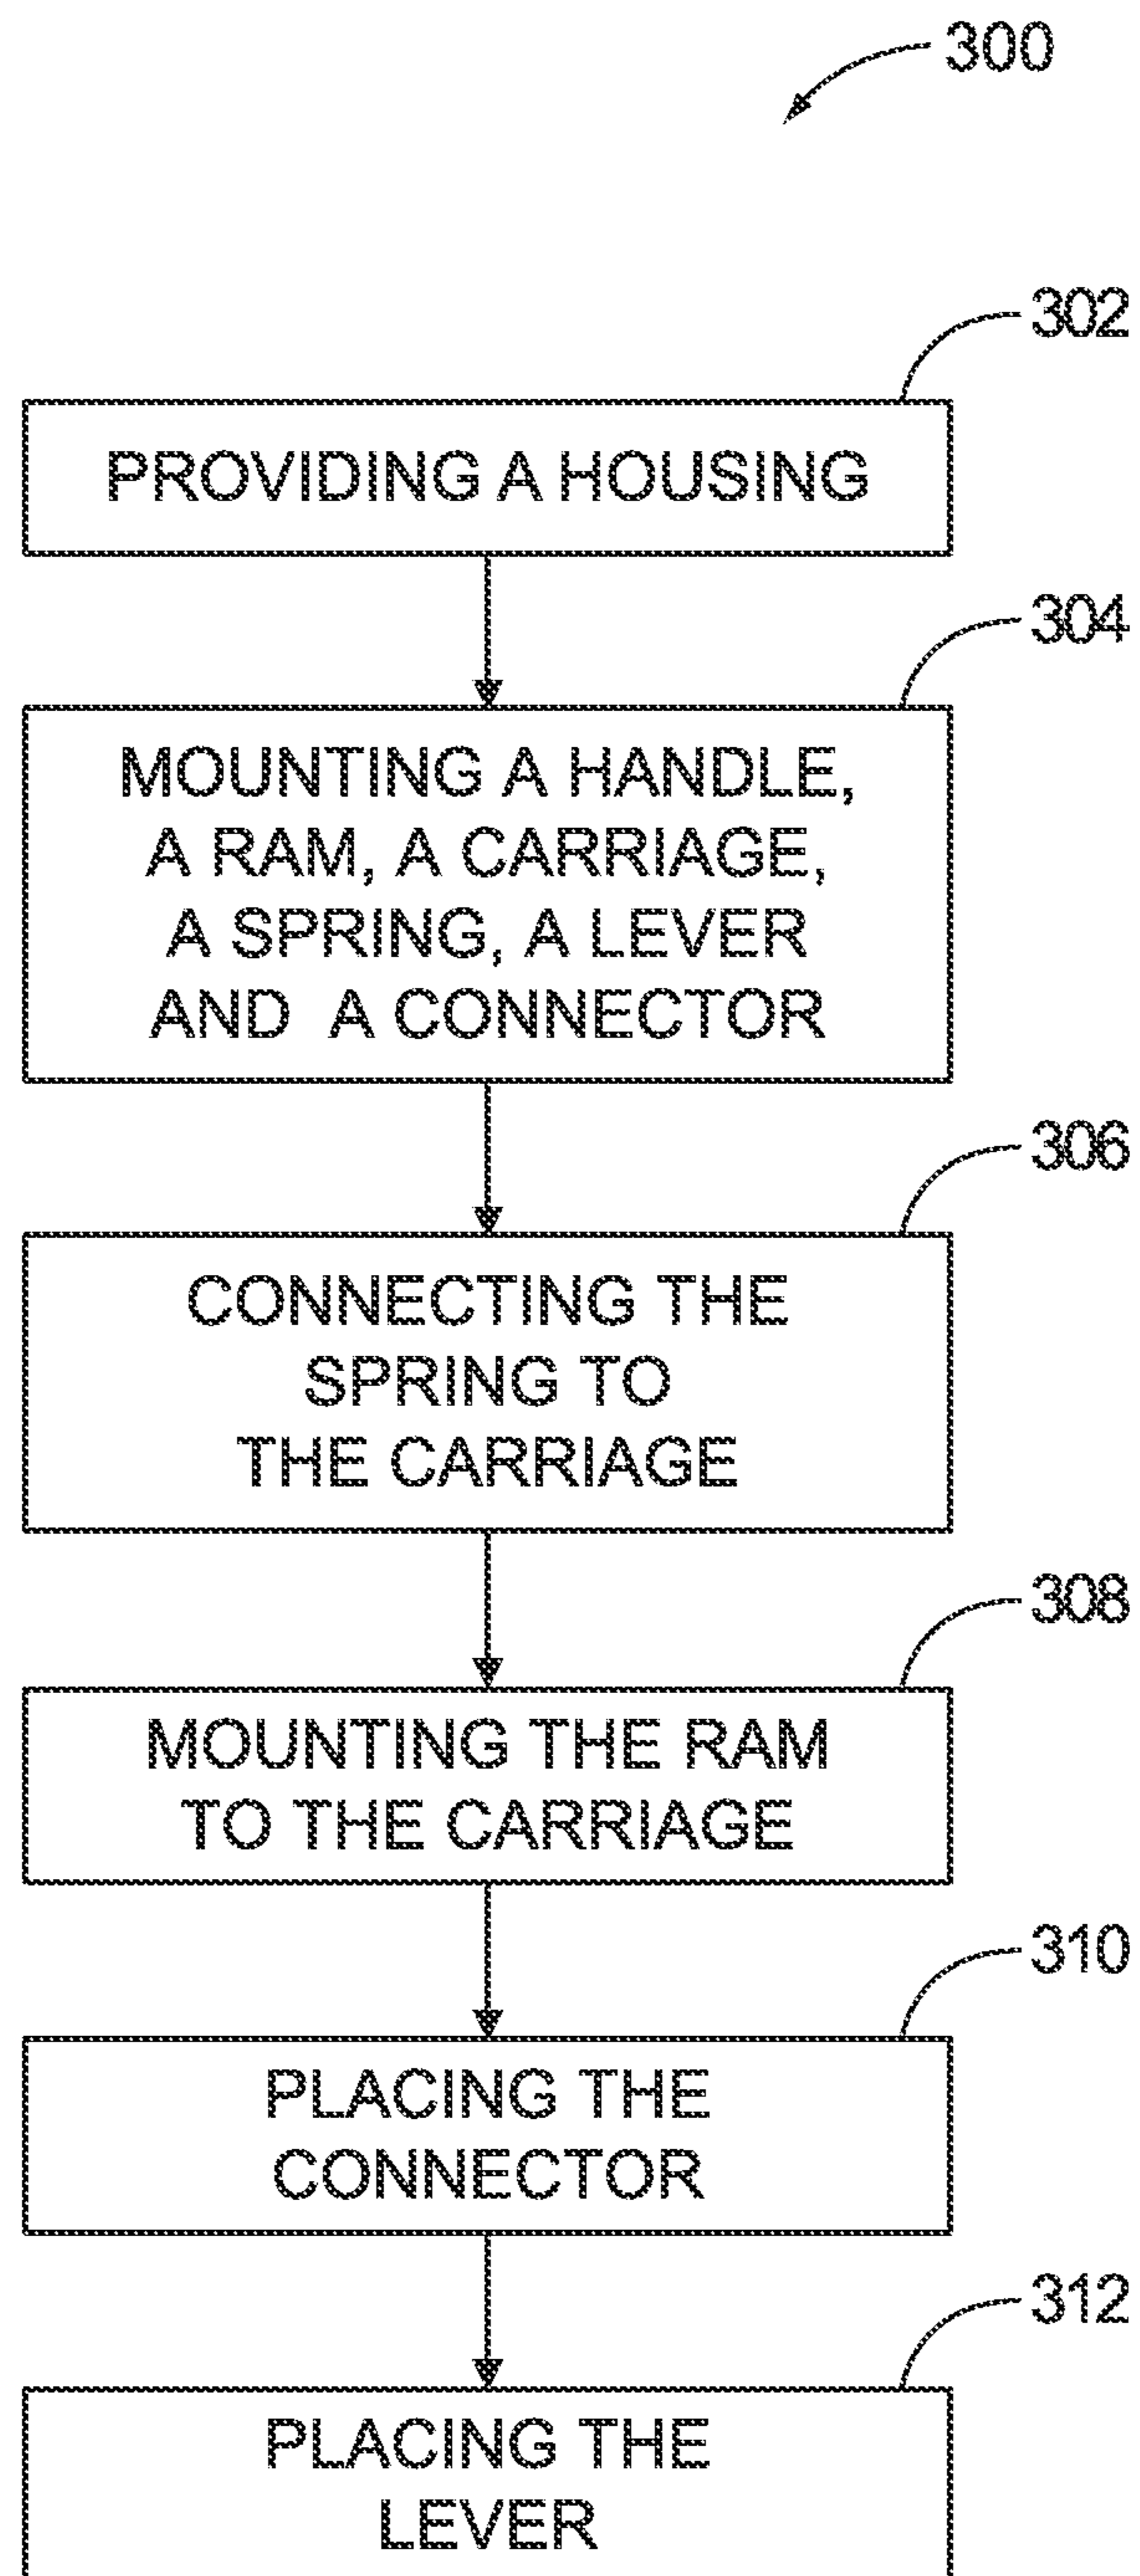 300
302
PROVIDING A HOUSING
304
MOUNTING A HANDLE,
A RAM, A CARRIAGE,
A SPRING, A LEVER
AND A CONNECTOR
306
CONNECTING THE
SPRING TO
THE CARRIAGE
308
MOUNTING THE RAM
TO THE CARRIAGE
310
PLACING THE
CONNECTOR
312
PLACING THE
LEVER